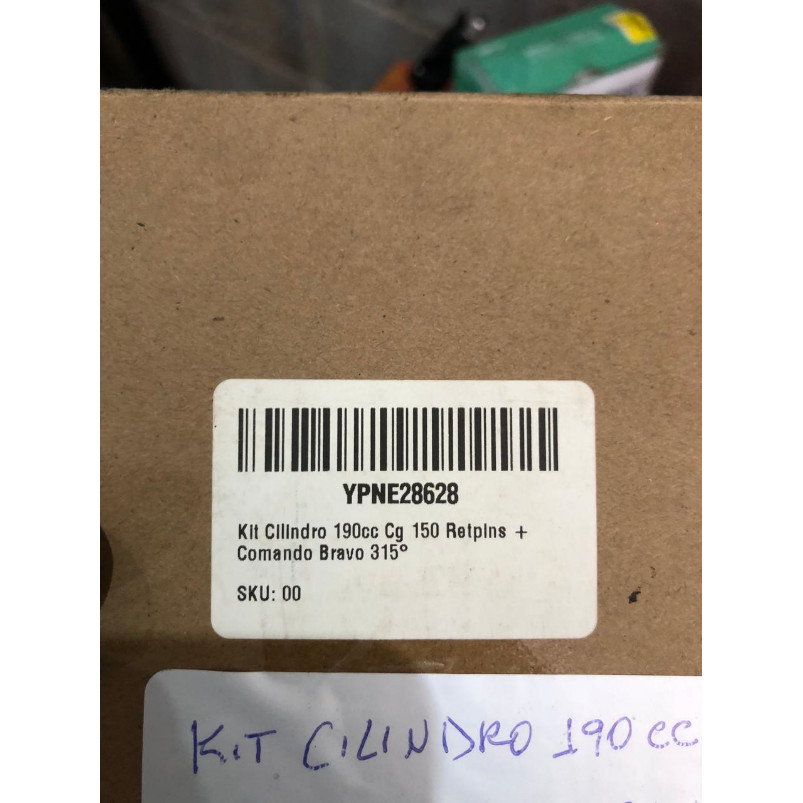 YPNE28628
Kit Cilindro 190cc Cg 150 Retpins +
Comando Bravo 315°
SKU: 00
KIT CILINDRO 190 CC